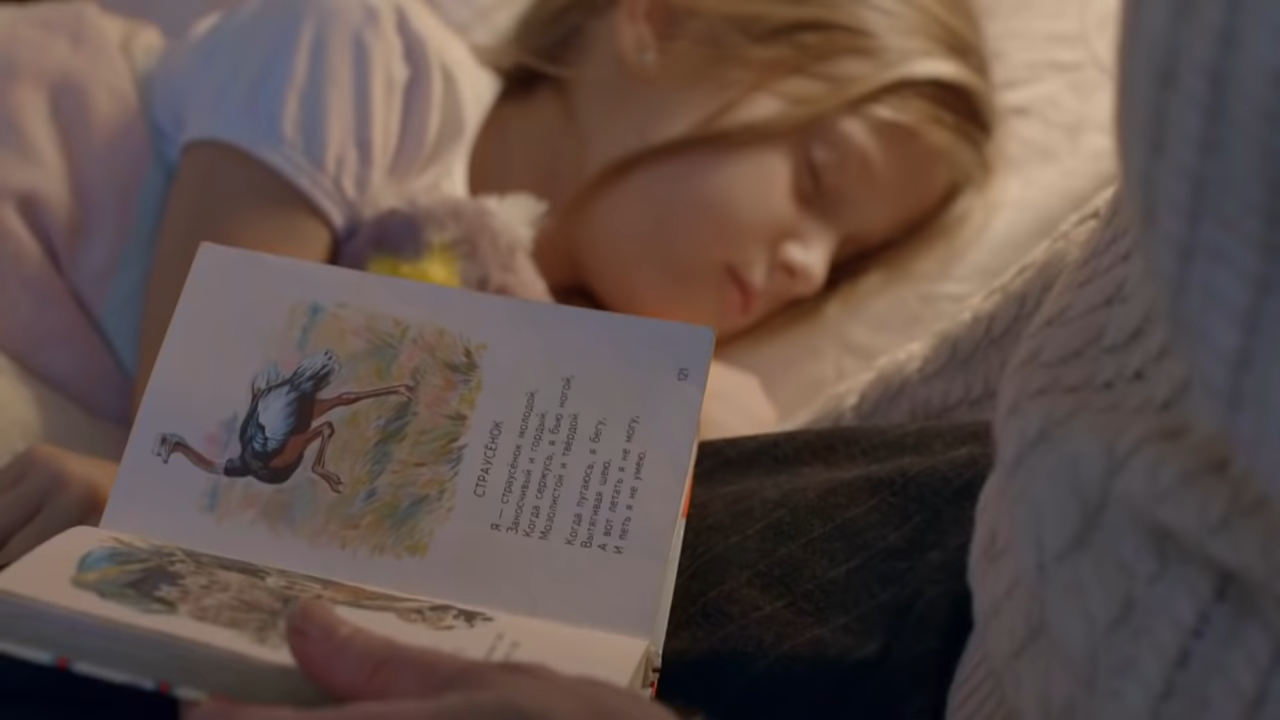 СТРАУСЁНОК
Я — страусёнок молодой,
Заносчивый и гордый.
Когда сержусь, я бью ногой
Мозолистой и твёрдой.
Когда пугаюсь, я бегу,
Вытягивая шею.
А вот летать я не могу,
И петь я не умею.
121